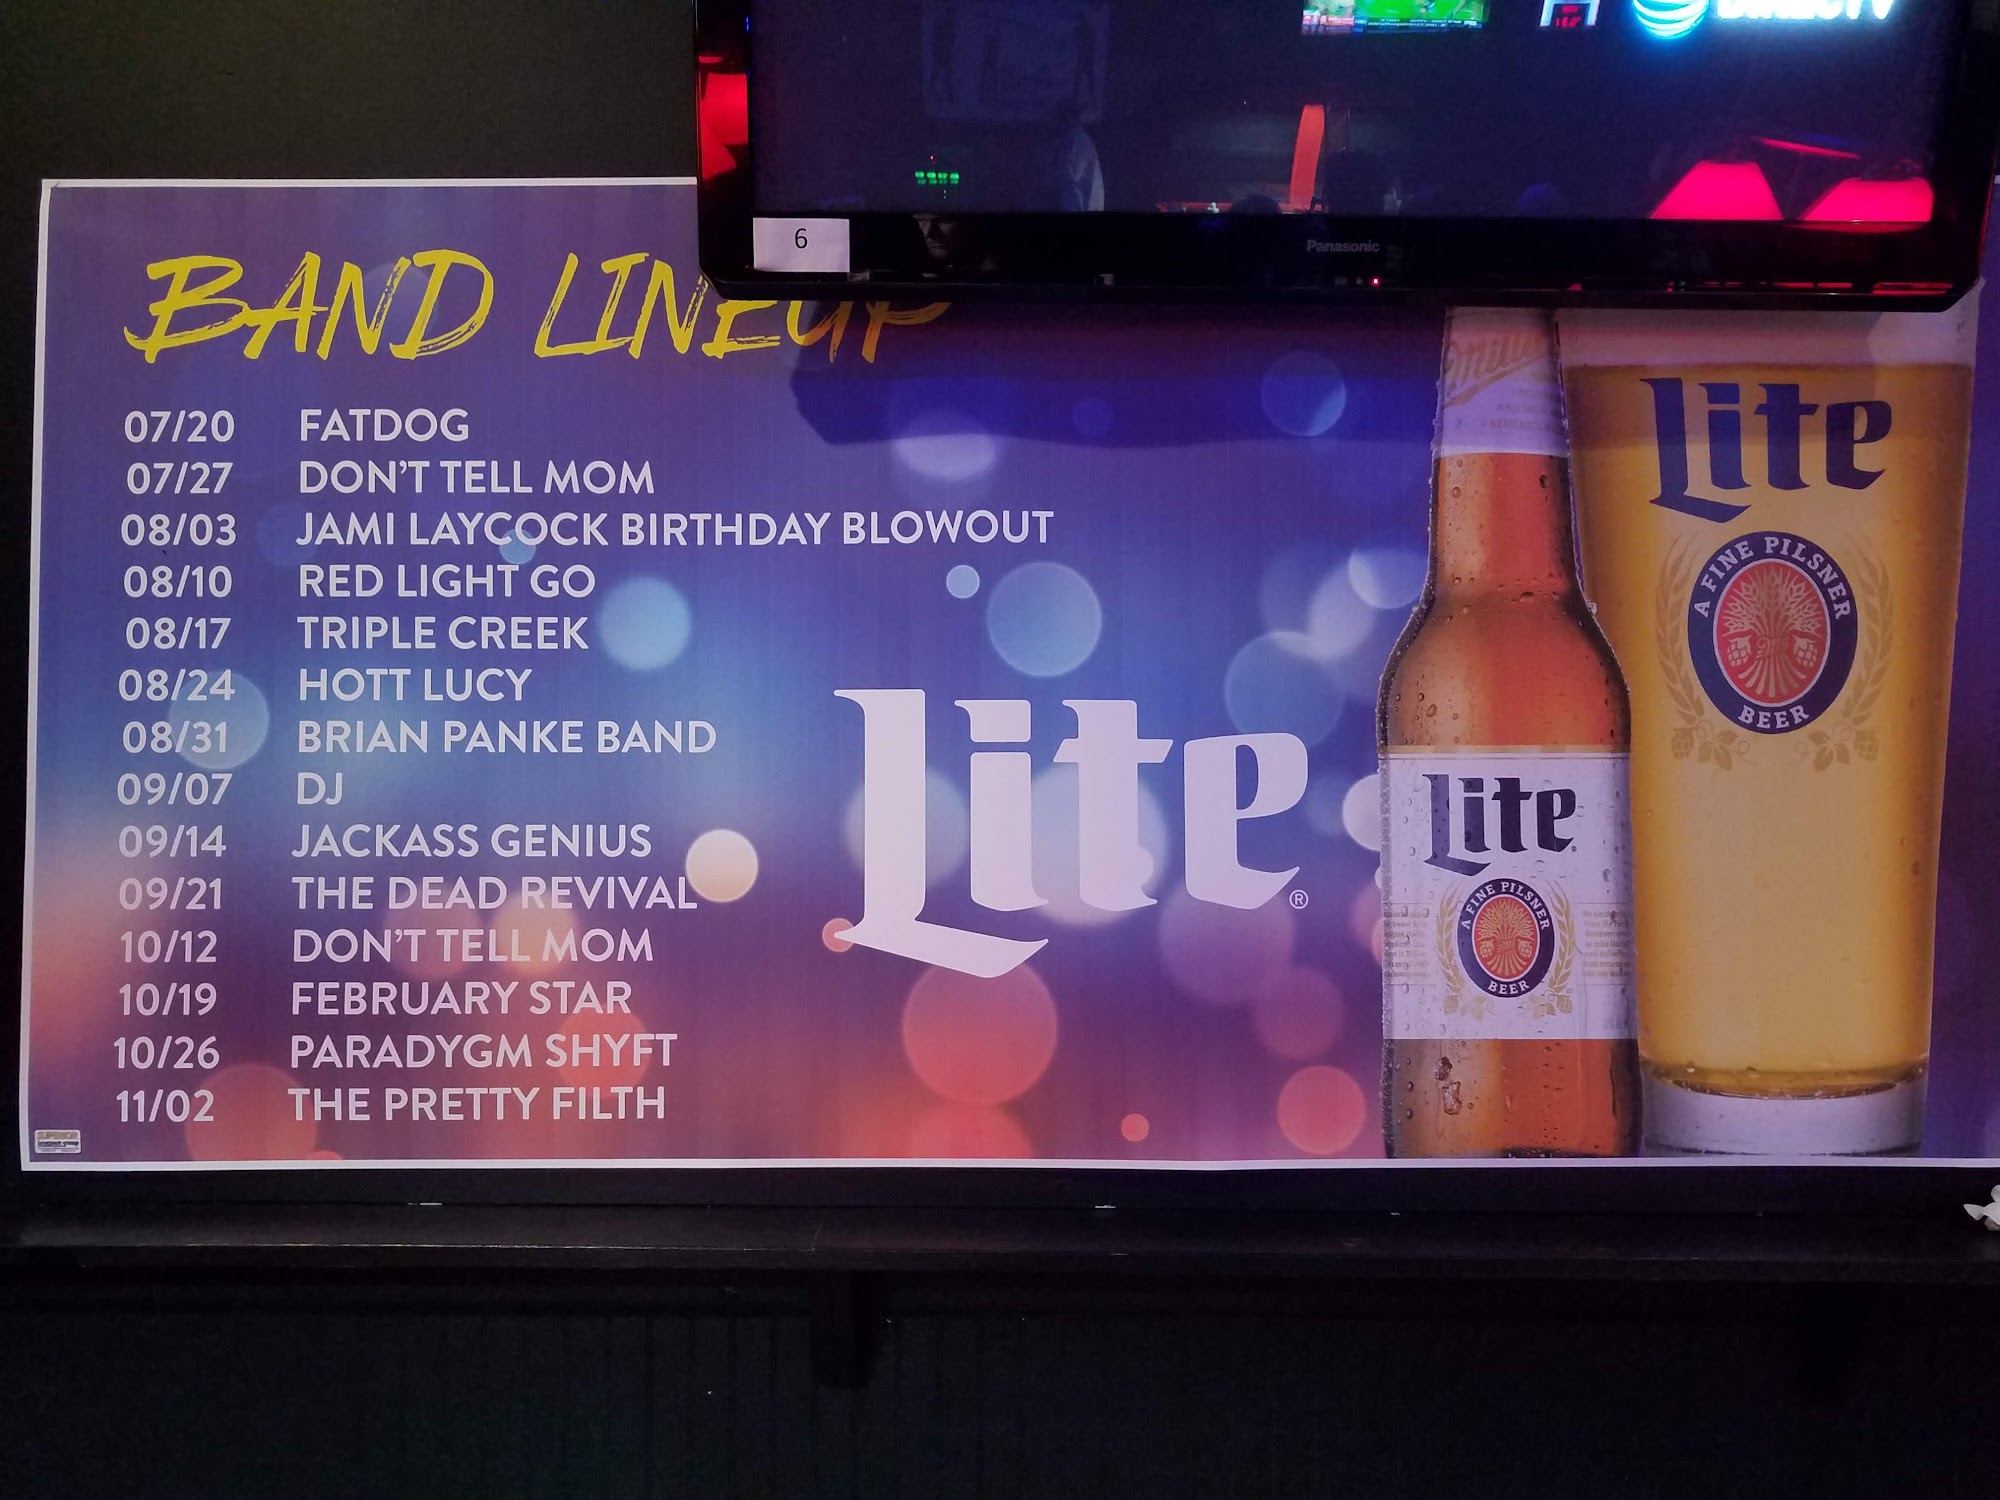 DIRECTV
6
Panasonic
BAND LINEUP
07/20 FATDOG
07/27 DON'T TELL MOM
08/03 JAMI LAYCOCK BIRTHDAY BLOWOUT
08/10 RED LIGHT GO
08/17 TRIPLE CREEK
08/24 HOTT LUCY
08/31 BRIAN PANKE BAND
09/07 DJ
09/14 JACKASS GENIUS
09/21 THE DEAD REVIVAL
10/12 DON'T TELL MOM
10/19 FEBRUARY STAR
10/26 PARADYGM SHYFT
11/02 THE PRETTY FILTH
Lite®
Miller
Lite
A FINE PILSNER
BEER
Lite
A FINE PILSNER
BEER
SUPERIOR